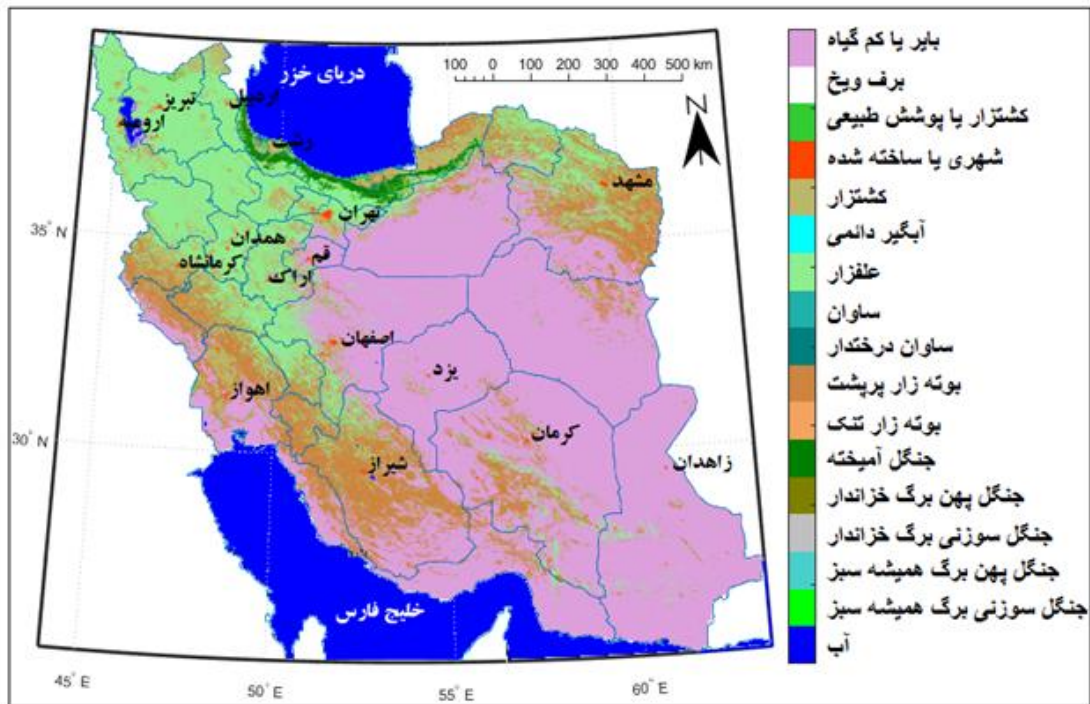 دریای خزر
100 0 100 200 300 400 500 km
N
تبریز
اردبیل
ارومیه
رشت
مشهد
تهران
35° N
همدان
قم
کرمانشاه
اراک
اصفهان
یزد
اهواز
30° N
کرمان
زاهدان
شیراز
خلیج فارس
45° E
50° E
55° E
60° E
بایر یا کم گیاه
برف ویخ
کشتزار یا پوشش طبیعی
شهری یا ساخته شده
کشتزار
آبگیر دائمی
علفزار
ساوان
ساوان درختدار
بوته زار پرپشت
بوته زار تنک
جنگل آمیخته
جنگل پهن برگ خزاندار
جنگل سوزنی برگ خزاندار
جنگل پهن برگ همیشه سبز
جنگل سوزنی برگ همیشه سبز
آب